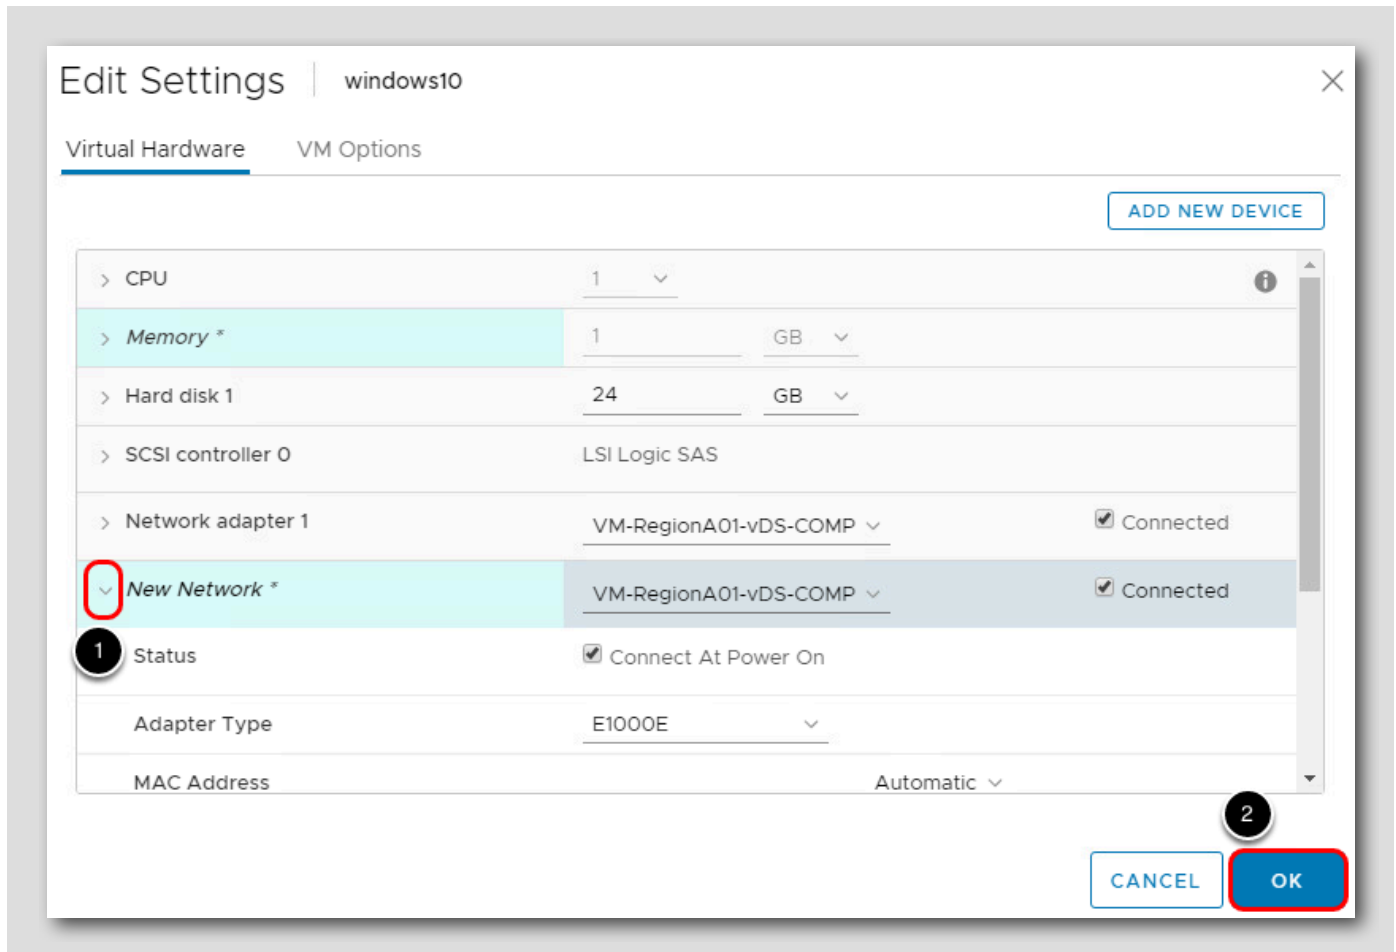 Edit Settings windows10
Virtual Hardware VM Options
ADD NEW DEVICE
CPU 1
Memory * 1 GB
Hard disk 1 24 GB
SCSI controller 0 LSI Logic SAS
Network adapter 1 VM-RegionA01-vDS-COMP Connected
New Network * VM-RegionA01-vDS-COMP Connected
1
Status Connect At Power On
Adapter Type E1000E
MAC Address Automatic
2
CANCEL OK